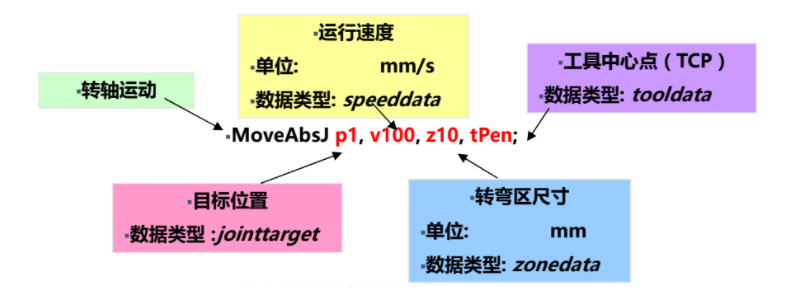 ▪运行速度
▪单位: mm/s
▪数据类型: speeddata
▪工具中心点（TCP）
▪数据类型: tooldata
▪转轴运动
▪MoveAbsJ p1, v100, z10, tPen;
▪目标位置
▪数据类型 :jointtarget
▪转弯区尺寸
▪单位: mm
▪数据类型: zonedata